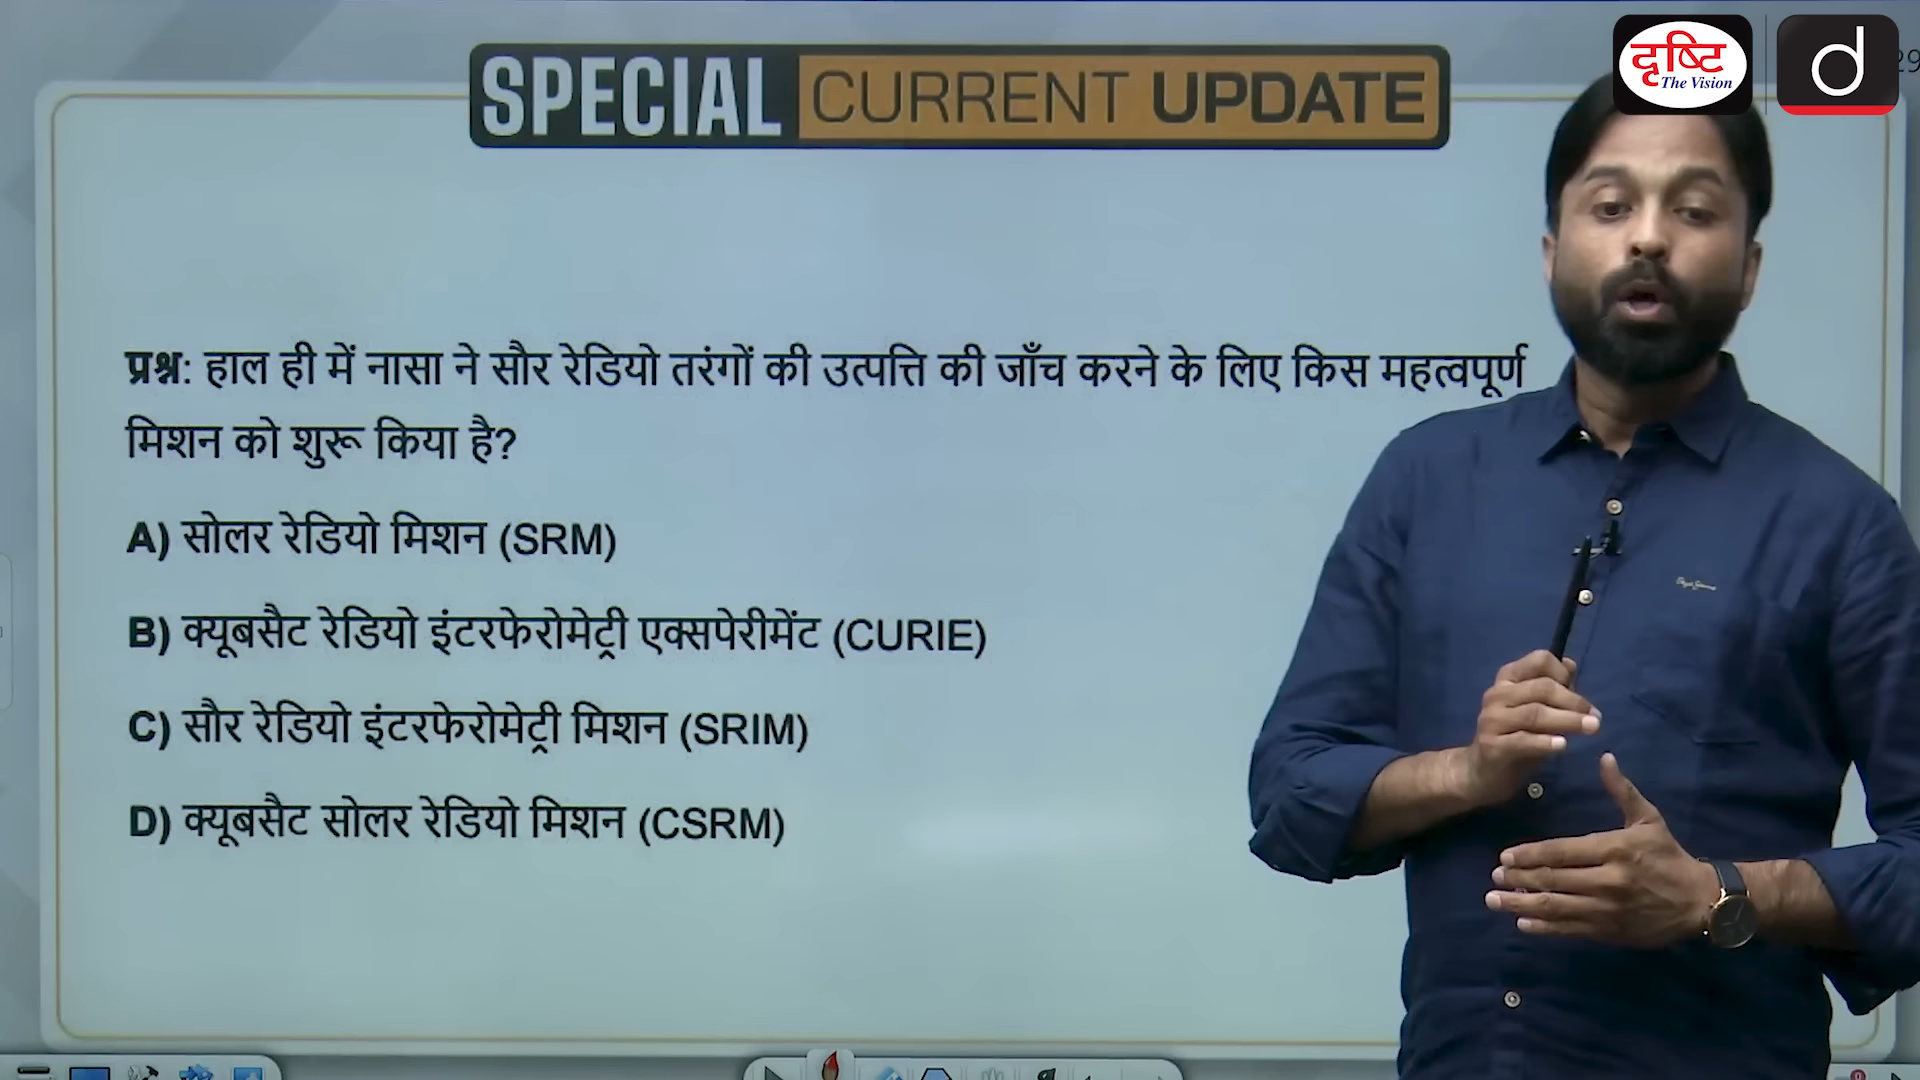 दृष्टि
The Vision
d
29
SPECIAL CURRENT UPDATE
प्रश्न: हाल ही में नासा ने सौर रेडियो तरंगों की उत्पत्ति की जाँच करने के लिए किस महत्वपूर्ण
मिशन को शुरू किया है?
A) सोलर रेडियो मिशन (SRM)
B) क्यूबसैट रेडियो इंटरफेरोमेट्री एक्सपेरीमेंट (CURIE)
C) सौर रेडियो इंटरफेरोमेट्री मिशन (SRIM)
D) क्यूबसैट सोलर रेडियो मिशन (CSRM)